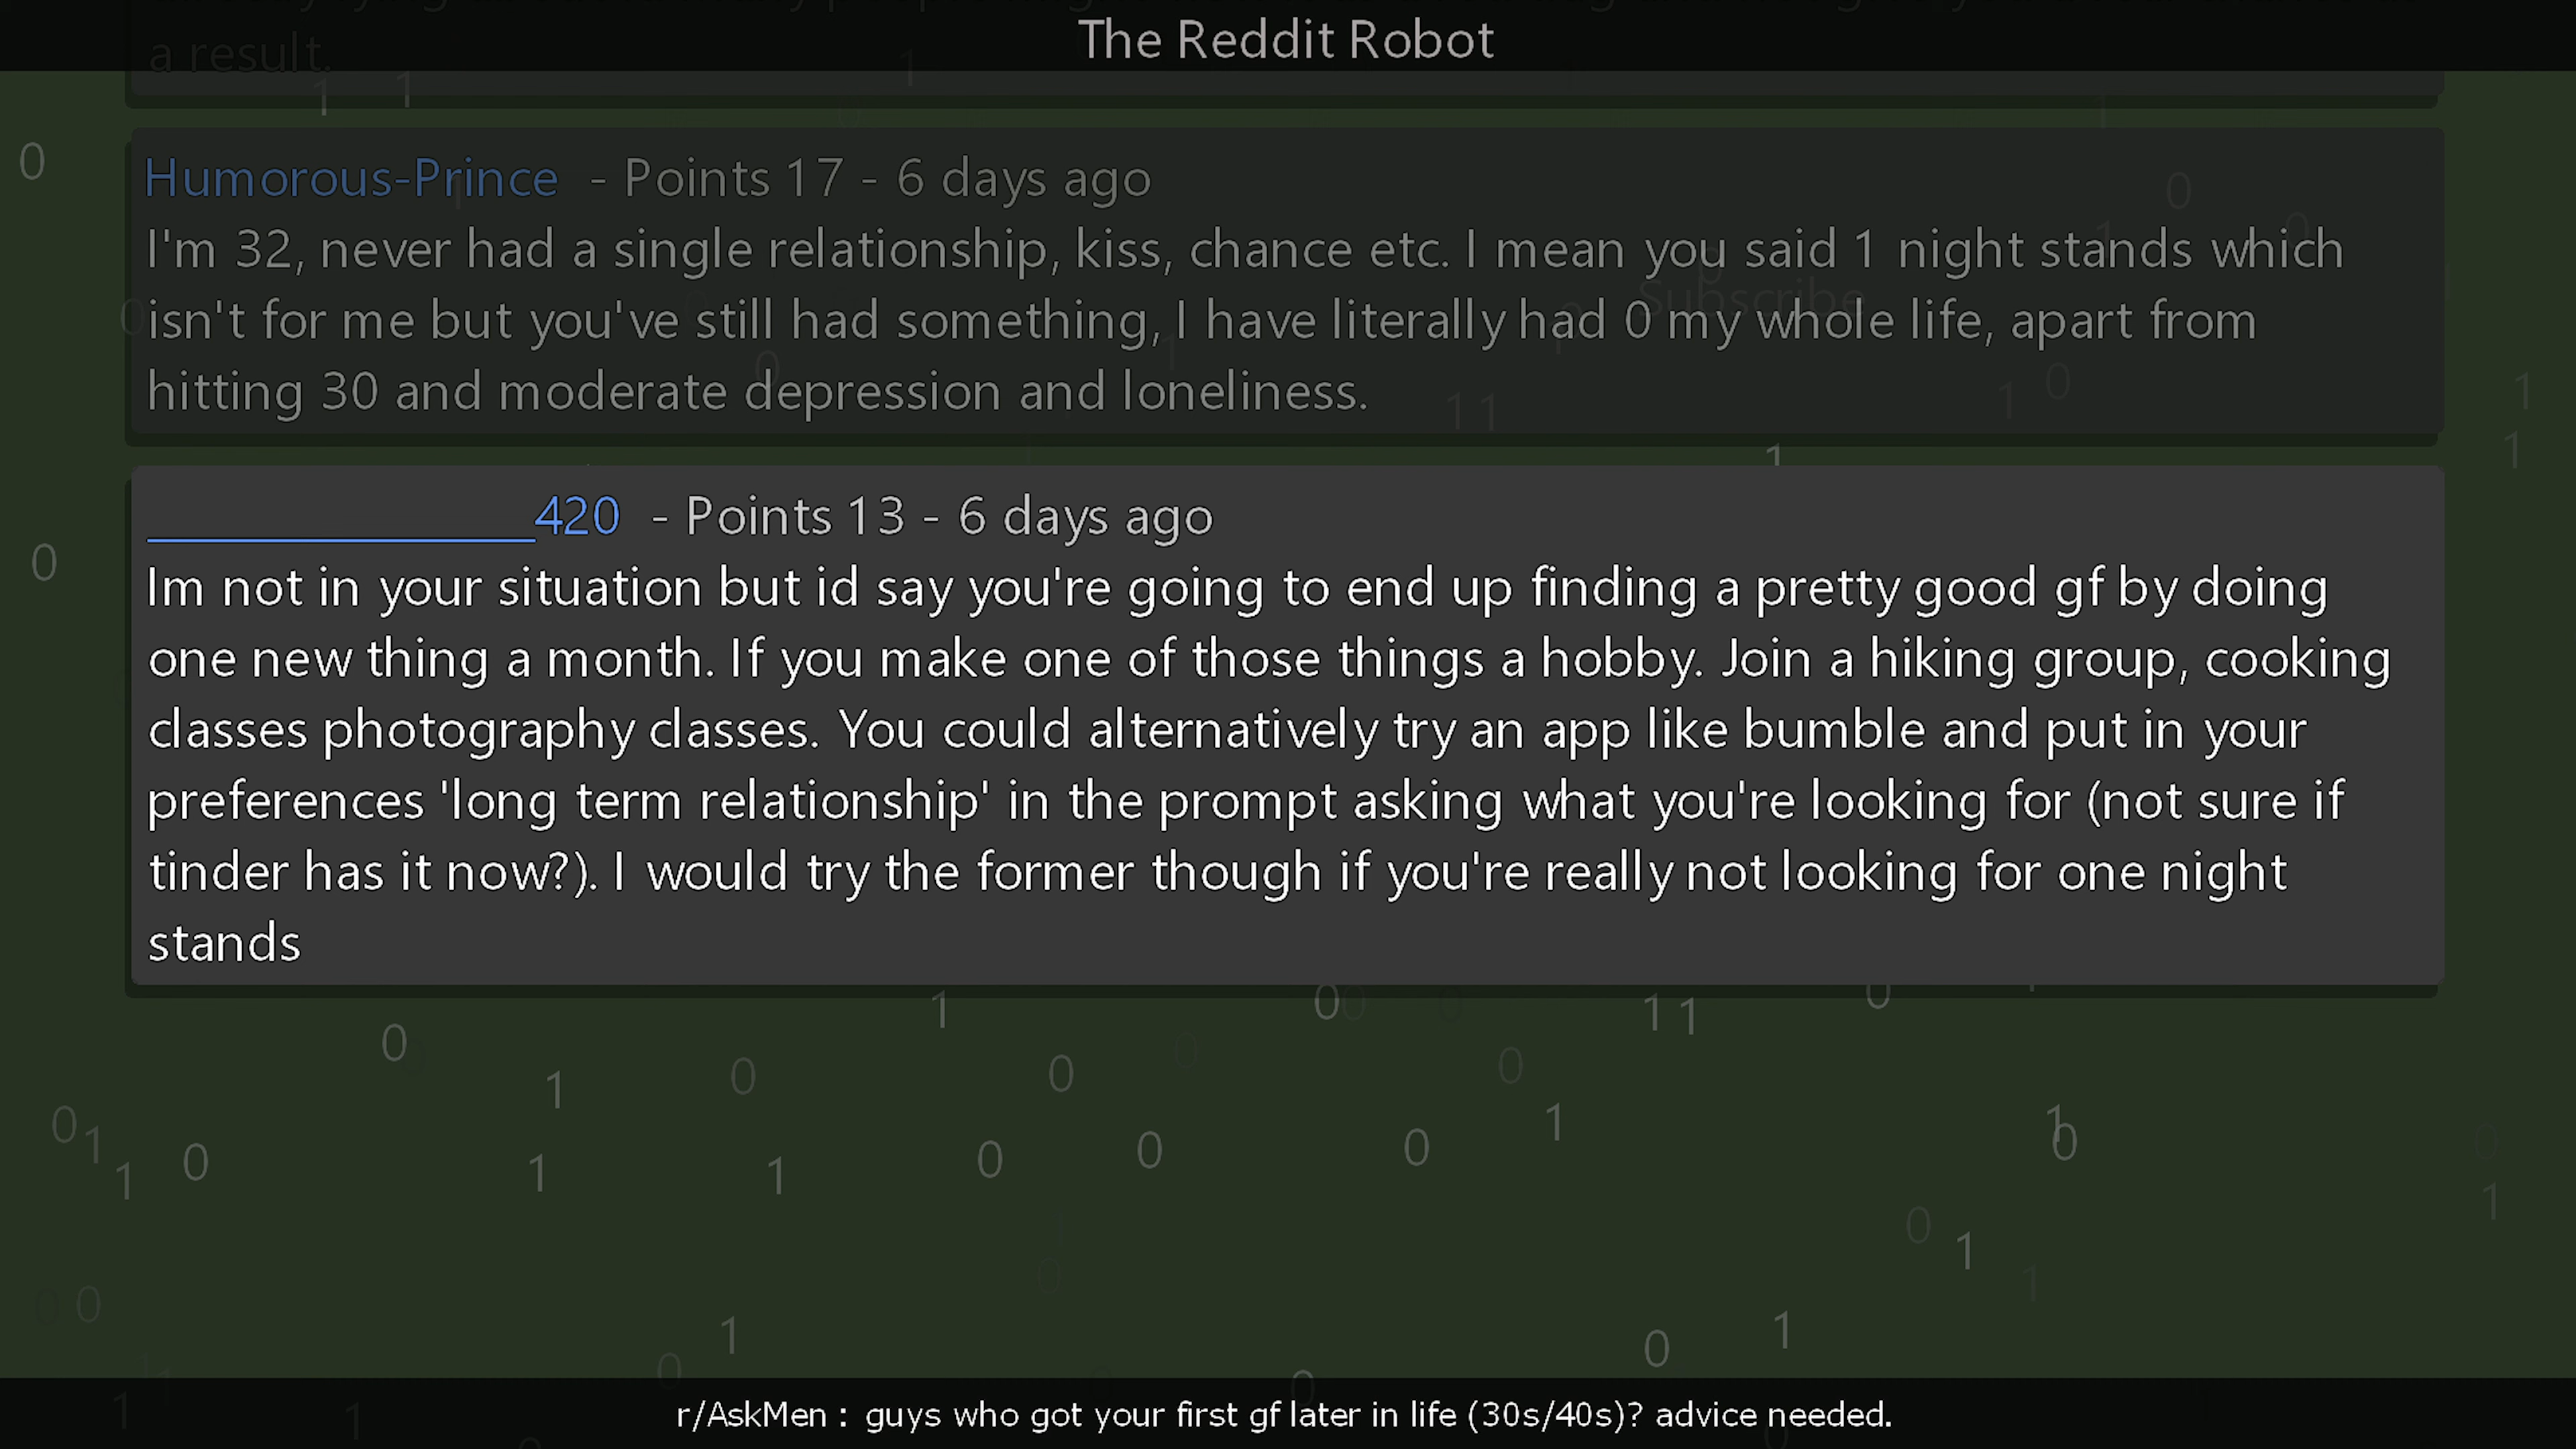 The Reddit Robot
a result.
Humorous-Prince - Points 17 - 6 days ago
I'm 32, never had a single relationship, kiss, chance etc. I mean you said 1 night stands which
isn't for me but you've still had something, I have literally had 0 my whole life, apart from
hitting 30 and moderate depression and loneliness.
Subscribe
_______________420 - Points 13 - 6 days ago
Im not in your situation but id say you're going to end up finding a pretty good gf by doing
one new thing a month. If you make one of those things a hobby. Join a hiking group, cooking
classes photography classes. You could alternatively try an app like bumble and put in your
preferences 'long term relationship' in the prompt asking what you're looking for (not sure if
tinder has it now?). I would try the former though if you're really not looking for one night
stands
r/AskMen : guys who got your first gf later in life (30s/40s)? advice needed.